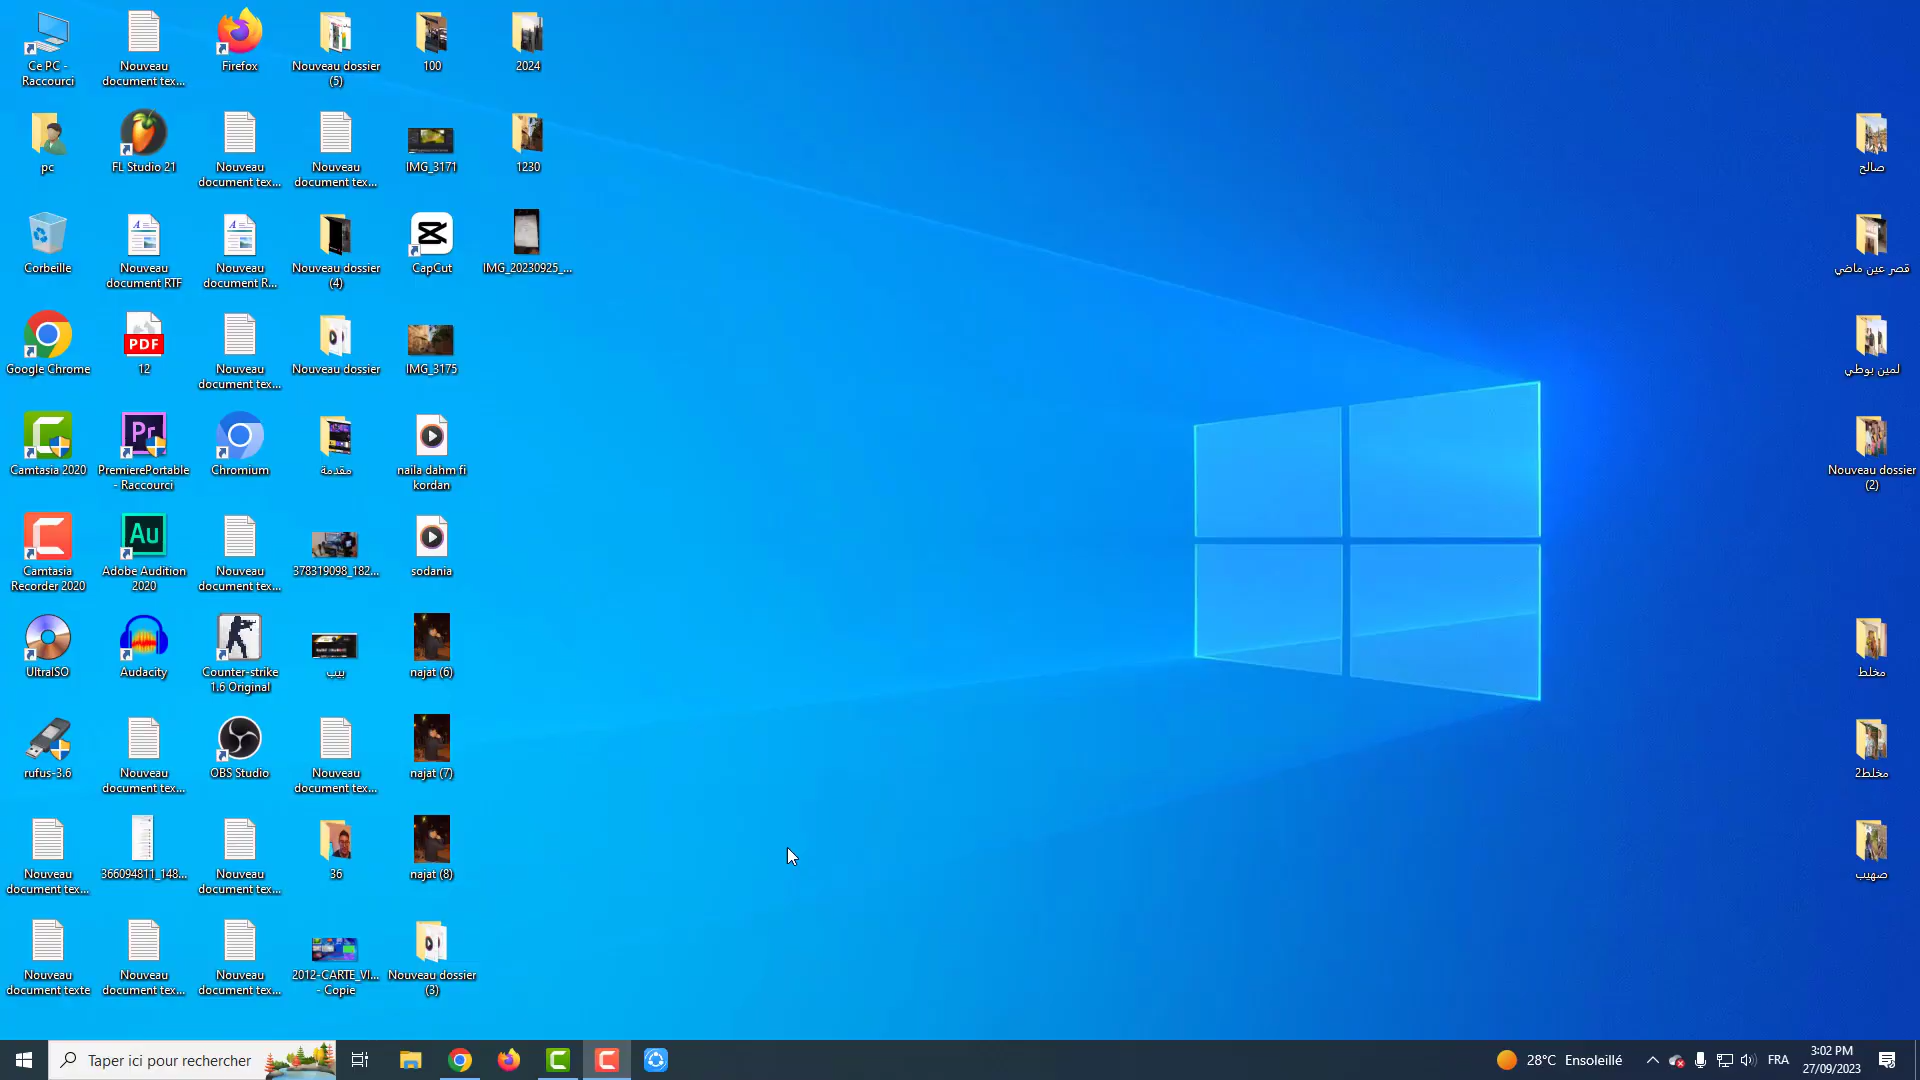 Ce PC -
Raccourci
Nouveau
document tex...
Firefox
Nouveau dossier
(5)
100
2024
pc
FL Studio 21
Nouveau
document tex...
Nouveau
document tex...
IMG_3171
1230
صالح
Corbeille
Nouveau
document RTF
Nouveau
document R...
Nouveau dossier
(4)
CapCut
IMG_20230925_...
قصر عين ماضي
Google Chrome
PDF
12
Nouveau
document tex...
Nouveau dossier
IMG_3175
لمين بوطي
Camtasia 2020
Pr
PremierePortable
- Raccourci
Chromium
مقدمة
naila dahm fi
kordan
Nouveau dossier
(2)
Camtasia
Recorder 2020
Au
Adobe Audition
2020
Nouveau
document tex...
378319098_182...
sodania
UltraISO
Audacity
Counter-strike
1.6 Original
بيب
najat (6)
مخلط
rufus-3.6
Nouveau
document tex...
OBS Studio
Nouveau
document tex...
najat (7)
مخلط2
Nouveau
document tex...
366094811_148...
Nouveau
document tex...
36
najat (8)
صهيب
Nouveau
document texte
Nouveau
document tex...
Nouveau
document tex...
2012-CARTE_VI...
- Copie
Nouveau dossier
(3)
Taper ici pour rechercher
28°C Ensoleillé
FRA
3:02 PM
27/09/2023